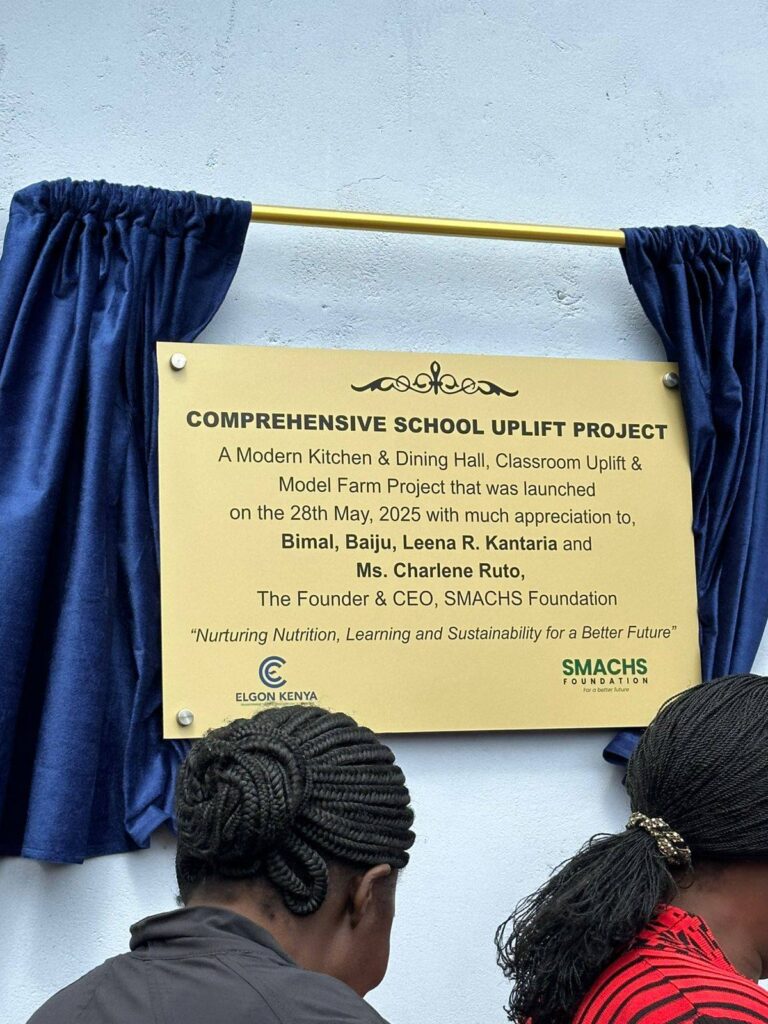 COMPREHENSIVE SCHOOL UPLIFT PROJECT
A Modern Kitchen & Dining Hall, Classroom Uplift &
Model Farm Project that was launched
on the 28th May, 2025 with much appreciation to,
Bimal, Baiju, Leena R. Kantaria and
Ms. Charlene Ruto,
The Founder & CEO, SMACHS Foundation
“Nurturing Nutrition, Learning and Sustainability for a Better Future”
ELGON KENYA
SMACHS
FOUNDATION
For a better future